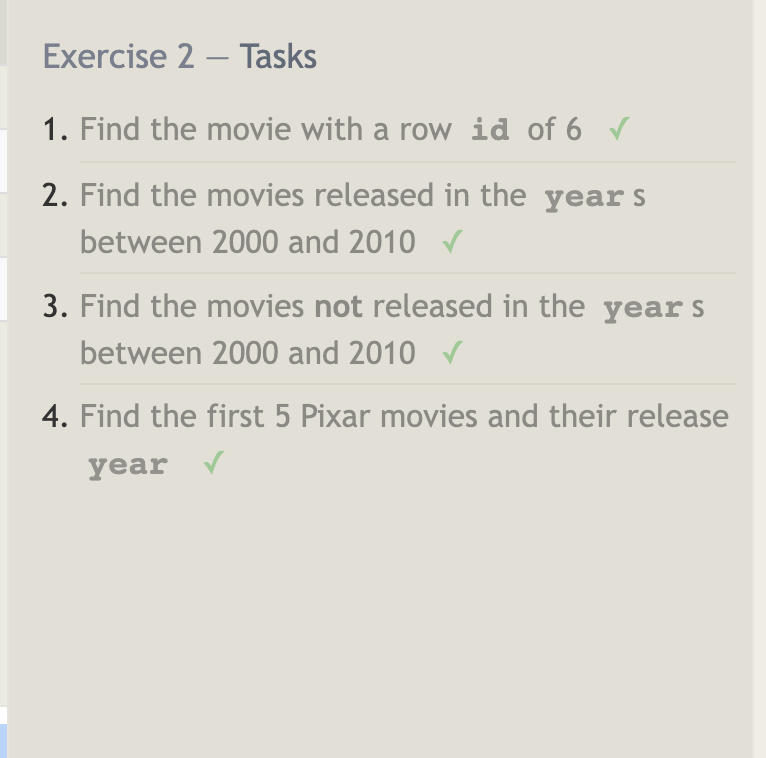 Exercise 2 — Tasks
1. Find the movie with a row id of 6 ✓
2. Find the movies released in the year s
between 2000 and 2010 ✓
3. Find the movies not released in the year s
between 2000 and 2010 ✓
4. Find the first 5 Pixar movies and their release
year ✓